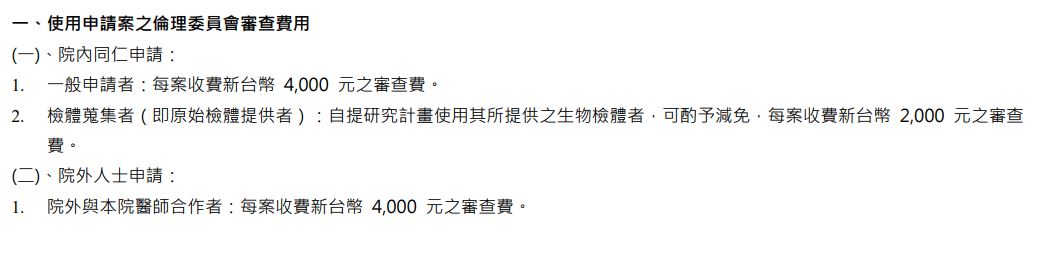 一、使用申請案之倫理委員會審查費用
(一)、院內同仁申請：
1. 一般申請者：每案收費新台幣 4,000 元之審查費。
2. 檢體蒐集者（即原始檢體提供者）：自提研究計畫使用其所提供之生物檢體者，可酌予減免，每案收費新台幣 2,000 元之審查
費。
(二)、院外人士申請：
1. 院外與本院醫師合作者：每案收費新台幣 4,000 元之審查費。